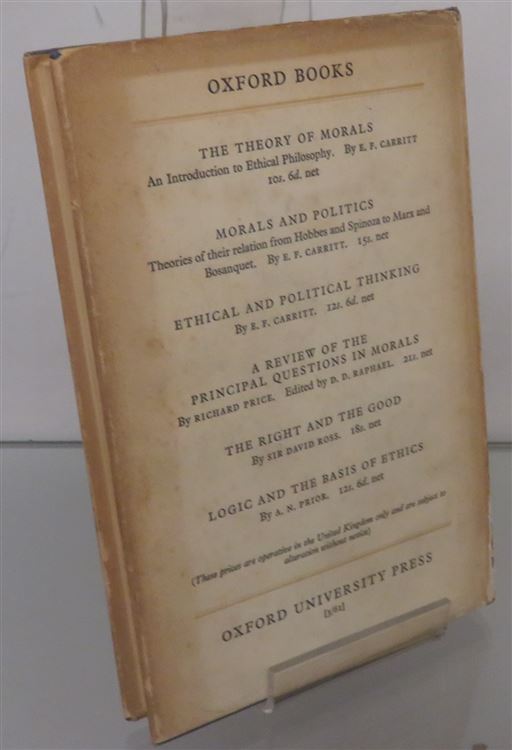 OXFORD BOOKS
THE THEORY OF MORALS
An Introduction to Ethical Philosophy. By E. F. CARRITT
10s. 6d. net
MORALS AND POLITICS
Theories of their relation from Hobbes and Spinoza to Marx and
Bosanquet. By E. F. CARRITT. 15s. net
ETHICAL AND POLITICAL THINKING
By E. F. CARRITT. 12s. 6d. net
A REVIEW OF THE
PRINCIPAL QUESTIONS IN MORALS
By RICHARD PRICE. Edited by D. D. RAPHAEL. 21s. net
THE RIGHT AND THE GOOD
By SIR DAVID ROSS. 18s. net
LOGIC AND THE BASIS OF ETHICS
By A. N. PRIOR. 12s. 6d. net
(These prices are operative in the United Kingdom only and are subject to
alteration without notice)
OXFORD UNIVERSITY PRESS
[3/62]